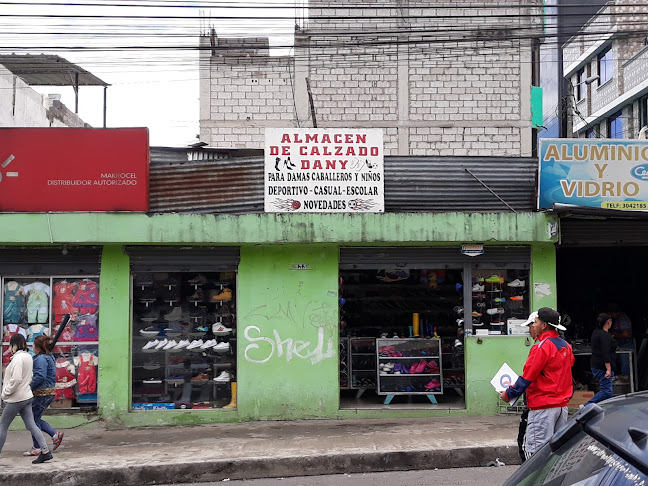 MAKROCEL
DISTRIBUIDOR AUTORIZADO
ALMACEN
DE CALZADO
DANY
PARA DAMAS CABALLEROS Y NIÑOS
DEPORTIVO - CASUAL - ESCOLAR
NOVEDADES
ALUMINIO
Y
VIDRIO
TELF: 3042185
Shell